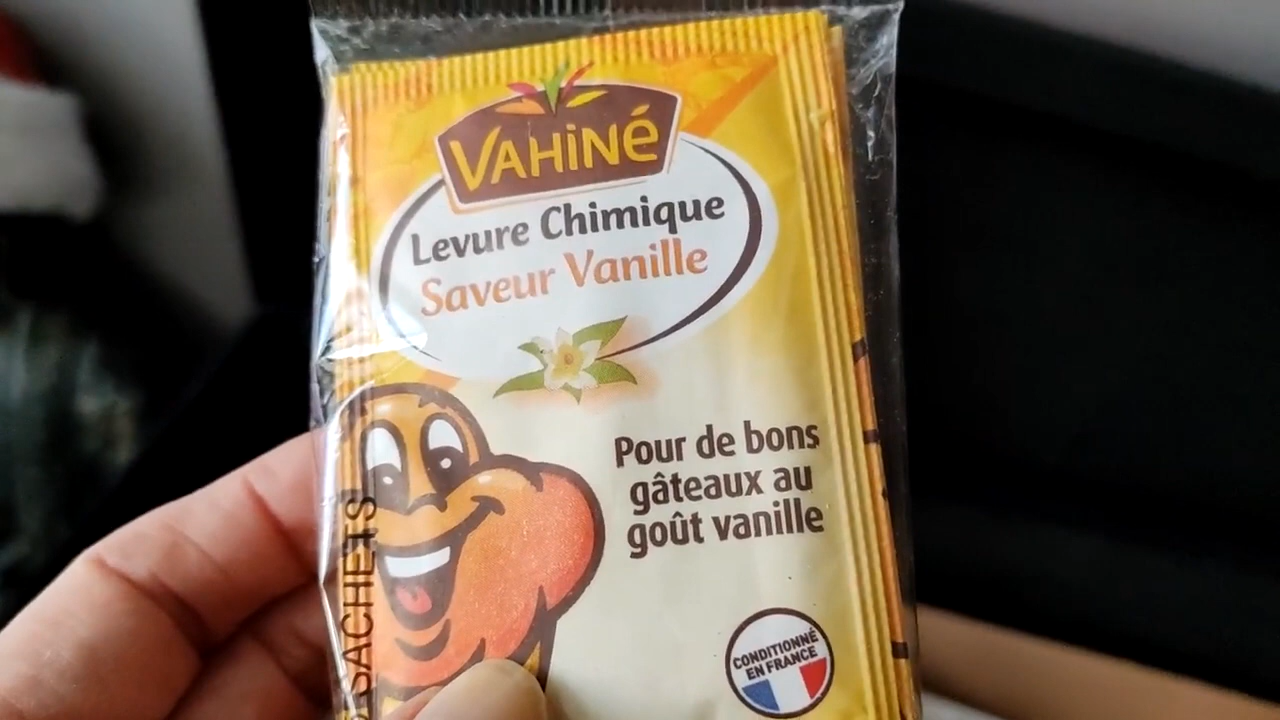 VAHiNé
Levure Chimique
Saveur Vanille
Pour de bons
gâteaux au
goût vanille
CONDITIONNÉ
EN FRANCE
SACHETS